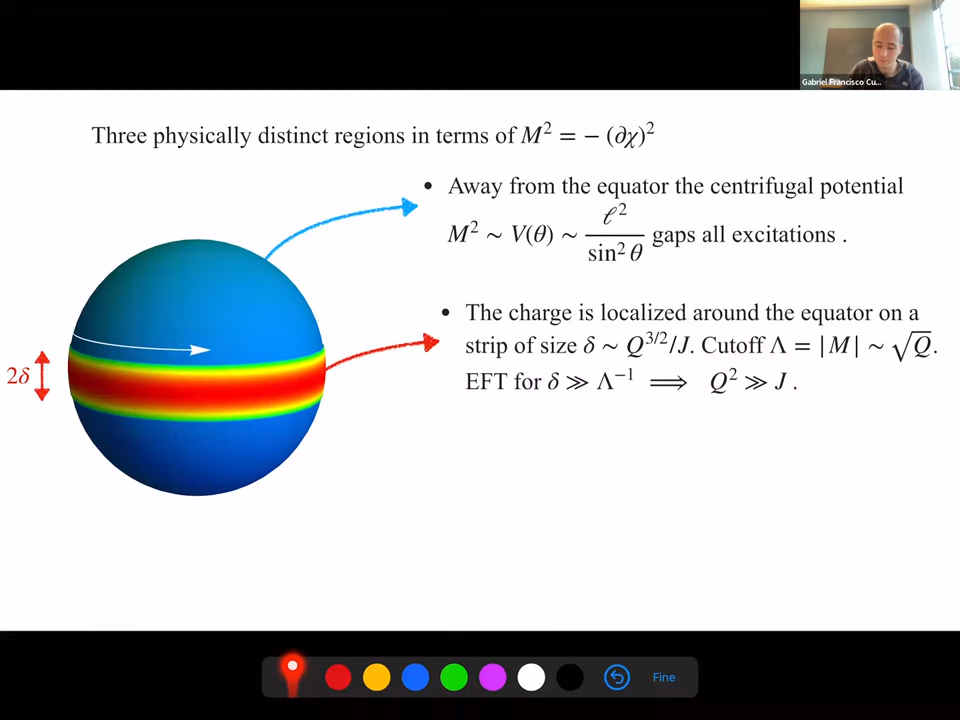 Gabriel Francisco Cu...
Three physically distinct regions in terms of M² = − (∂χ)²
• Away from the equator the centrifugal potential
M² ∼ V(θ) ∼ ℓ² / sin² θ gaps all excitations .
• The charge is localized around the equator on a
strip of size δ ∼ Q^{3/2}/J. Cutoff Λ = |M| ∼ √Q.
EFT for δ ≫ Λ⁻¹ ⟹ Q² ≫ J .
2δ
Fine